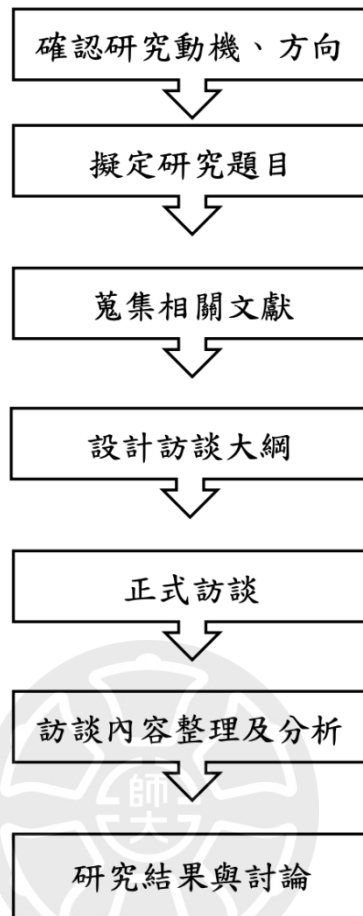 確認研究動機、方向
擬定研究題目
蒐集相關文獻
設計訪談大綱
正式訪談
訪談內容整理及分析
師大
研究結果與討論